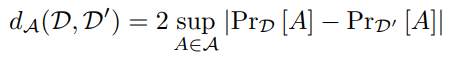 d_𝒜(𝒟, 𝒟′) = 2 sup_{A∈𝒜} |Pr_𝒟 [A] − Pr_𝒟′ [A]|